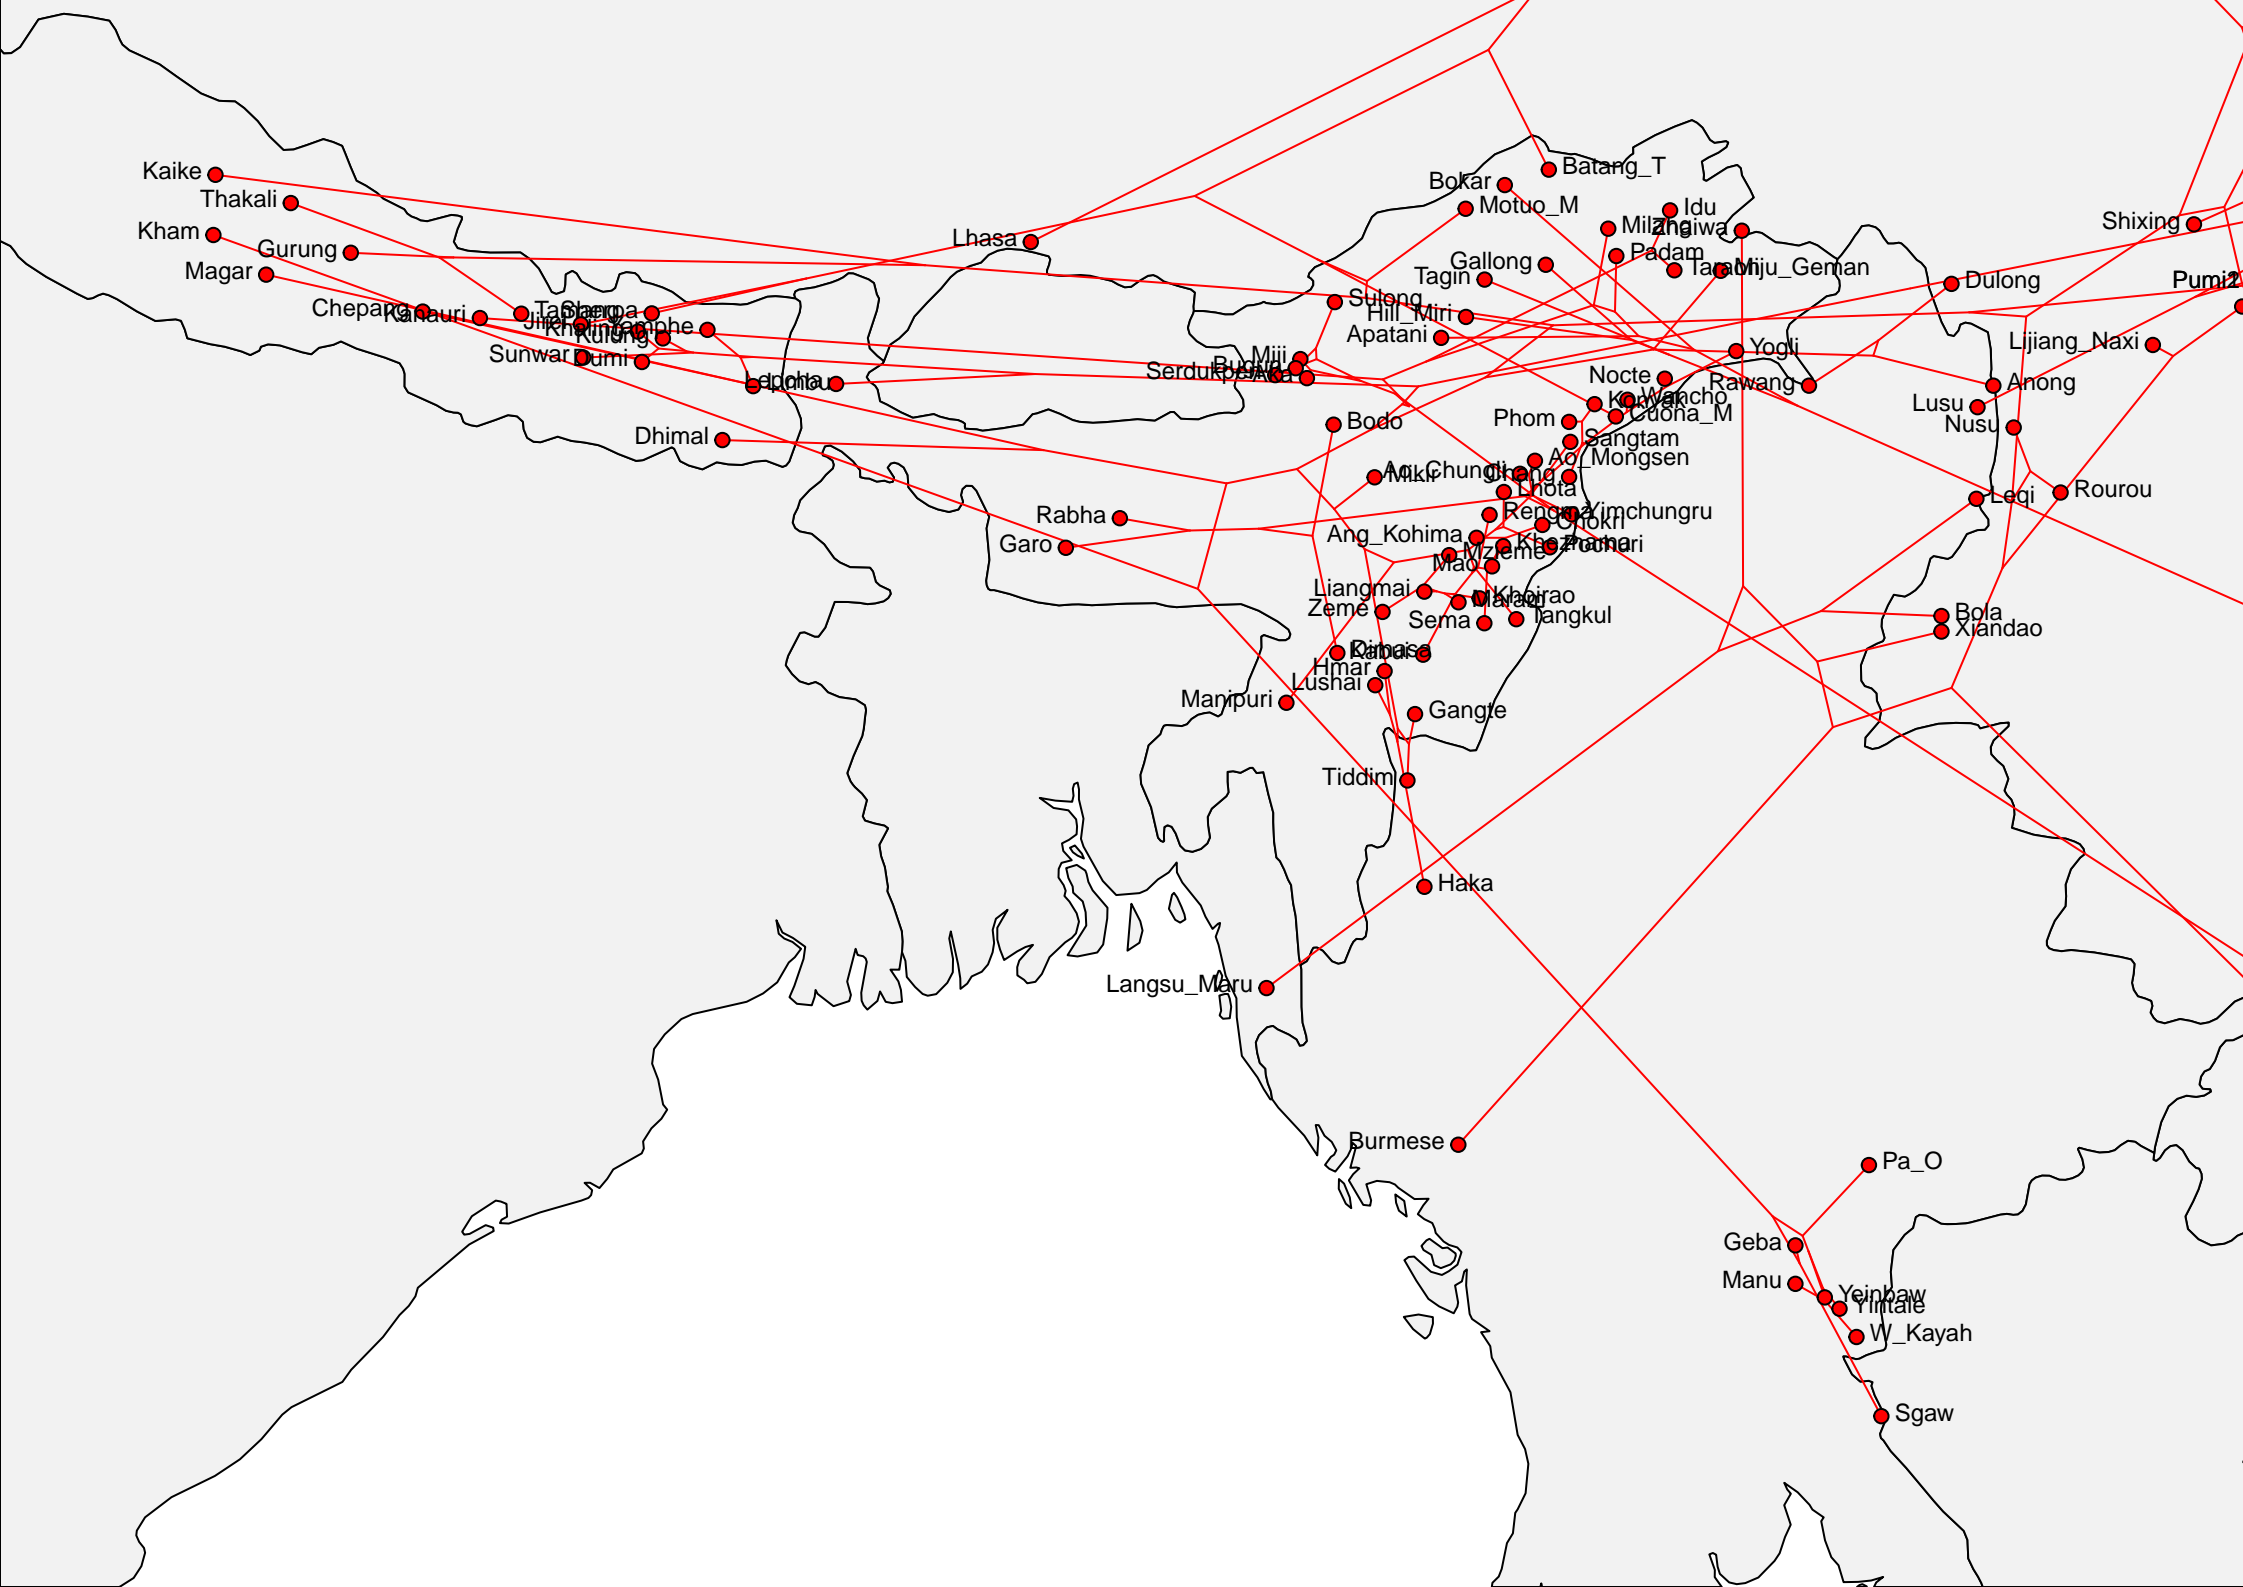 Kaike
Thakali
Kham
Gurung
Magar
Chepang
Kanauri
Tamang
Sherpa
Jirel
Khaling
Yamphe
Kulung
Sunwar
Dumi
Lepcha
Limbu
Dhimal
Lhasa
Rabha
Garo
Batang_T
Bokar
Motuo_M
Idu
Milang
Zhaiwa
Padam
Taraon
Miju_Geman
Gallong
Tagin
Sulong
Hill_Miri
Apatani
Miji
Bugun
Serdukpen
Aka
Yogli
Nocte
Rawang
Wancho
Konyak
Cuona_M
Phom
Bodo
Sangtam
Ao_Mongsen
Ao_Chungli
Chang
Mikir
Lhota
Rengma
Yimchungru
Chokri
Ang_Kohima
Khezhama
Pochuri
Mzieme
Mao
Liangmai
Khoirao
Maram
Zeme
Sema
Tangkul
Dimasa
Kabui
Hmar
Lushai
Manipuri
Gangte
Tiddim
Haka
Langsu_Maru
Burmese
Shixing
Dulong
Pumi2
Lijiang_Naxi
Anong
Lusu
Nusu
Leqi
Rourou
Bola
Xiandao
Pa_O
Geba
Manu
Yeinbaw
Yintale
W_Kayah
Sgaw